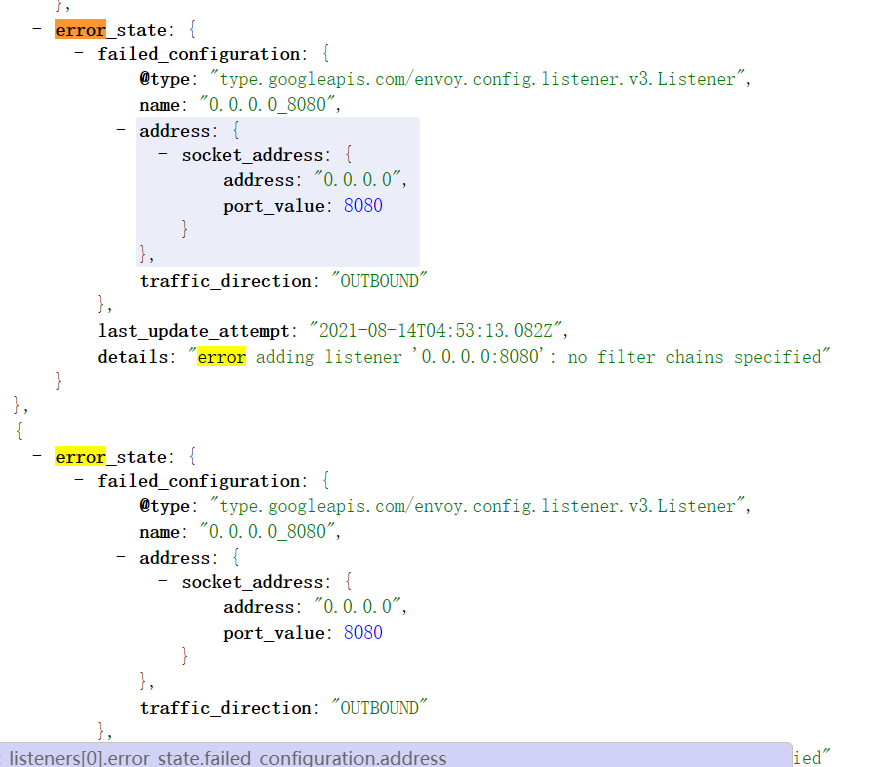 },
- error_state: {
- failed_configuration: {
@type: "type.googleapis.com/envoy.config.listener.v3.Listener",
name: "0.0.0.0_8080",
- address: {
- socket_address: {
address: "0.0.0.0",
port_value: 8080
}
},
traffic_direction: "OUTBOUND"
},
last_update_attempt: "2021-08-14T04:53:13.082Z",
details: "error adding listener '0.0.0.0:8080': no filter chains specified"
}
},
{
- error_state: {
- failed_configuration: {
@type: "type.googleapis.com/envoy.config.listener.v3.Listener",
name: "0.0.0.0_8080",
- address: {
- socket_address: {
address: "0.0.0.0",
port_value: 8080
}
},
traffic_direction: "OUTBOUND"
},
listeners[0].error_state.failed_configuration.address
ied"